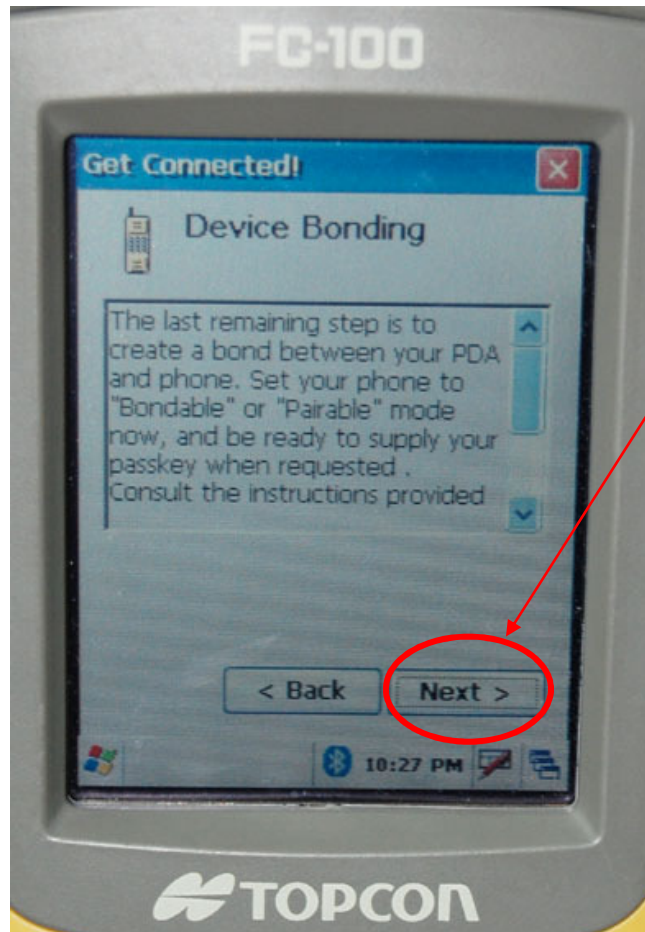 FC-100
Get Connected!
Device Bonding
The last remaining step is to
create a bond between your PDA
and phone. Set your phone to
"Bondable" or "Pairable" mode
now, and be ready to supply your
passkey when requested .
Consult the instructions provided
< Back Next >
10:27 PM
TOPCON